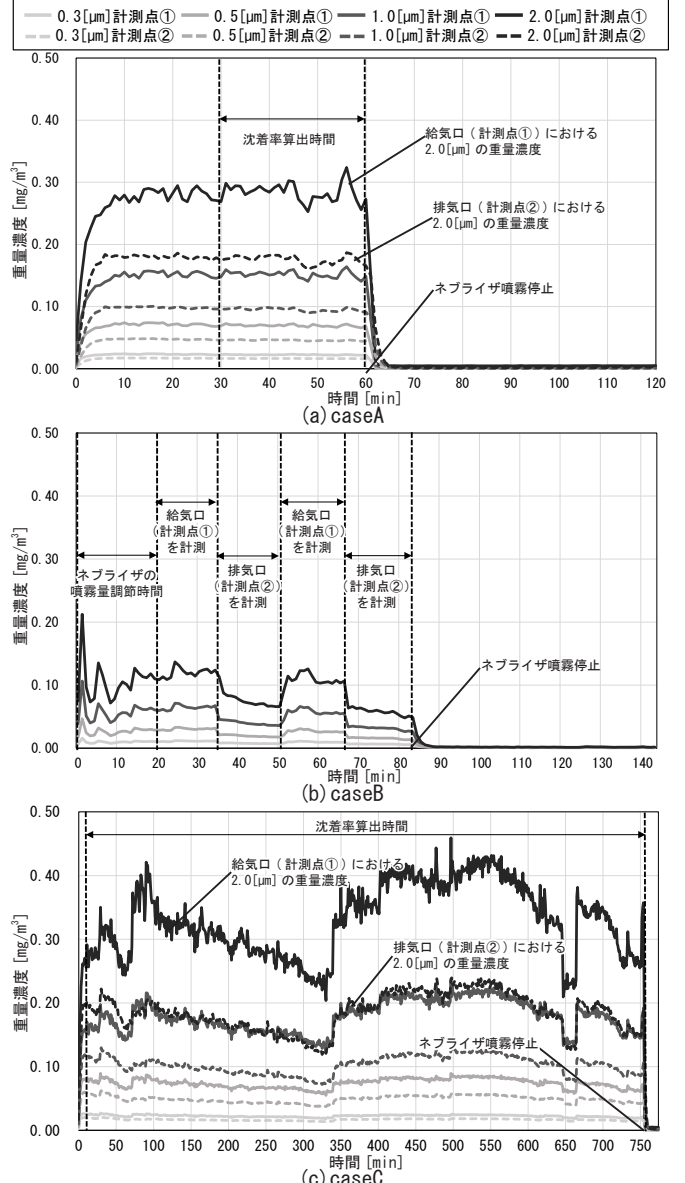 0.3[μm]計測点① 0.5[μm]計測点① 1.0[μm]計測点① 2.0[μm]計測点①
0.3[μm]計測点② 0.5[μm]計測点② 1.0[μm]計測点② 2.0[μm]計測点②
重量濃度 [mg/m³]
0.50
0.40
0.30
0.20
0.10
0.00
沈着率算出時間
給気口(計測点①)における
2.0[μm] の重量濃度
排気口(計測点②)における
2.0[μm] の重量濃度
ネブライザ噴霧停止
0 10 20 30 40 50 60 70 80 90 100 110 120
時間 [min]
(a) caseA
重量濃度 [mg/m³]
0.50
0.40
0.30
0.20
0.10
0.00
ネブライザの
噴霧量調節時間
給気口
(計測点①)
を計測
排気口
(計測点②)
を計測
給気口
(計測点①)
を計測
排気口
(計測点②)
を計測
ネブライザ噴霧停止
0 10 20 30 40 50 60 70 80 90 100 110 120 130 140
時間 [min]
(b) caseB
重量濃度 [mg/m³]
0.50
0.40
0.30
0.20
0.10
0.00
沈着率算出時間
給気口(計測点①)における
2.0[μm] の重量濃度
排気口(計測点②)における
2.0[μm] の重量濃度
ネブライザ噴霧停止
0 50 100 150 200 250 300 350 400 450 500 550 600 650 700 750
時間 [min]
(c) caseC